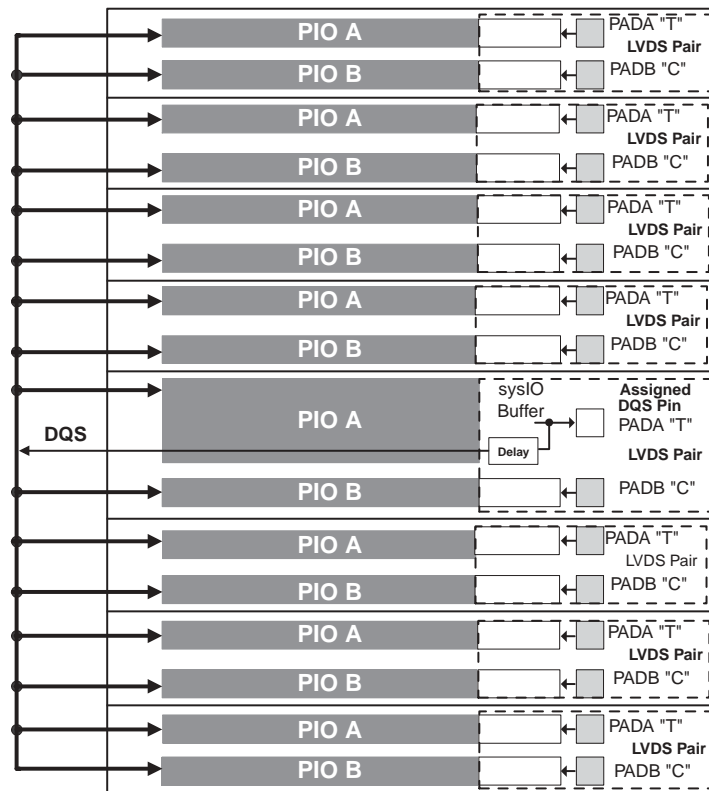 PIO A
PADA "T"
LVDS Pair
PIO B
PADB "C"
PIO A
PADA "T"
LVDS Pair
PIO B
PADB "C"
PIO A
PADA "T"
LVDS Pair
PIO B
PADB "C"
PIO A
PADA "T"
LVDS Pair
PIO B
PADB "C"
PIO A
sysIO
Buffer
Assigned
DQS Pin
PADA "T"
DQS
Delay
LVDS Pair
PIO B
PADB "C"
PIO A
PADA "T"
LVDS Pair
PIO B
PADB "C"
PIO A
PADA "T"
LVDS Pair
PIO B
PADB "C"
PIO A
PADA "T"
LVDS Pair
PIO B
PADB "C"